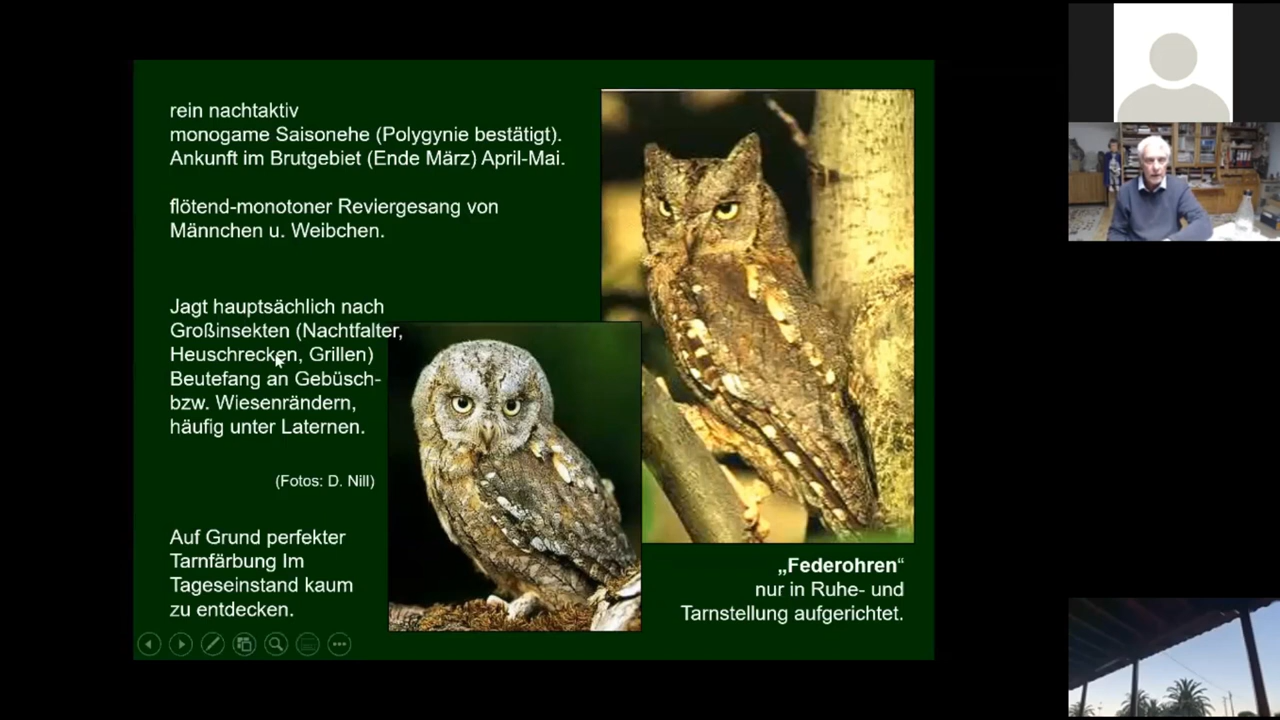 rein nachtaktiv
monogame Saisonehe (Polygynie bestätigt).
Ankunft im Brutgebiet (Ende März) April-Mai.
flötend-monotoner Reviergesang von
Männchen u. Weibchen.
Jagt hauptsächlich nach
Großinsekten (Nachtfalter,
Heuschrecken, Grillen)
Beutefang an Gebüsch-
bzw. Wiesenrändern,
häufig unter Laternen.
(Fotos: D. Nill)
Auf Grund perfekter
Tarnfärbung Im
Tageseinstand kaum
zu entdecken.
„Federohren“
nur in Ruhe- und
Tarnstellung aufgerichtet.